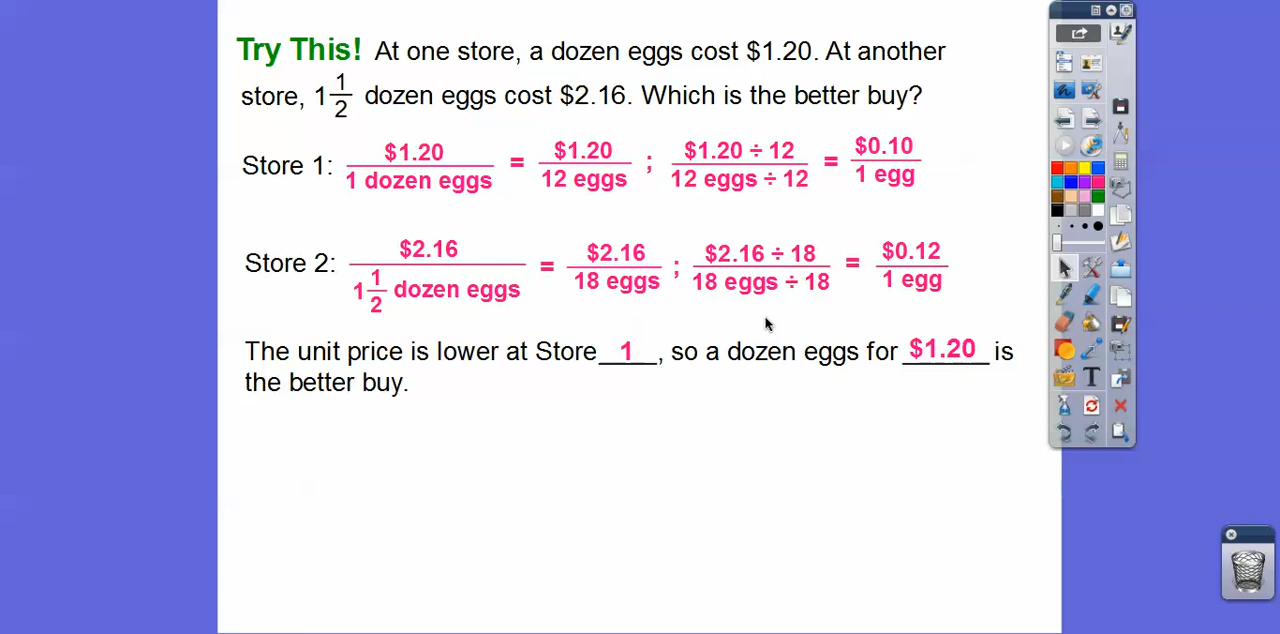 Try This! At one store, a dozen eggs cost $1.20. At another
store, 1 1/2 dozen eggs cost $2.16. Which is the better buy?
Store 1: $1.20 / 1 dozen eggs = $1.20 / 12 eggs ; $1.20 ÷ 12 / 12 eggs ÷ 12 = $0.10 / 1 egg
Store 2: $2.16 / 1 1/2 dozen eggs = $2.16 / 18 eggs ; $2.16 ÷ 18 / 18 eggs ÷ 18 = $0.12 / 1 egg
The unit price is lower at Store 1, so a dozen eggs for $1.20 is
the better buy.